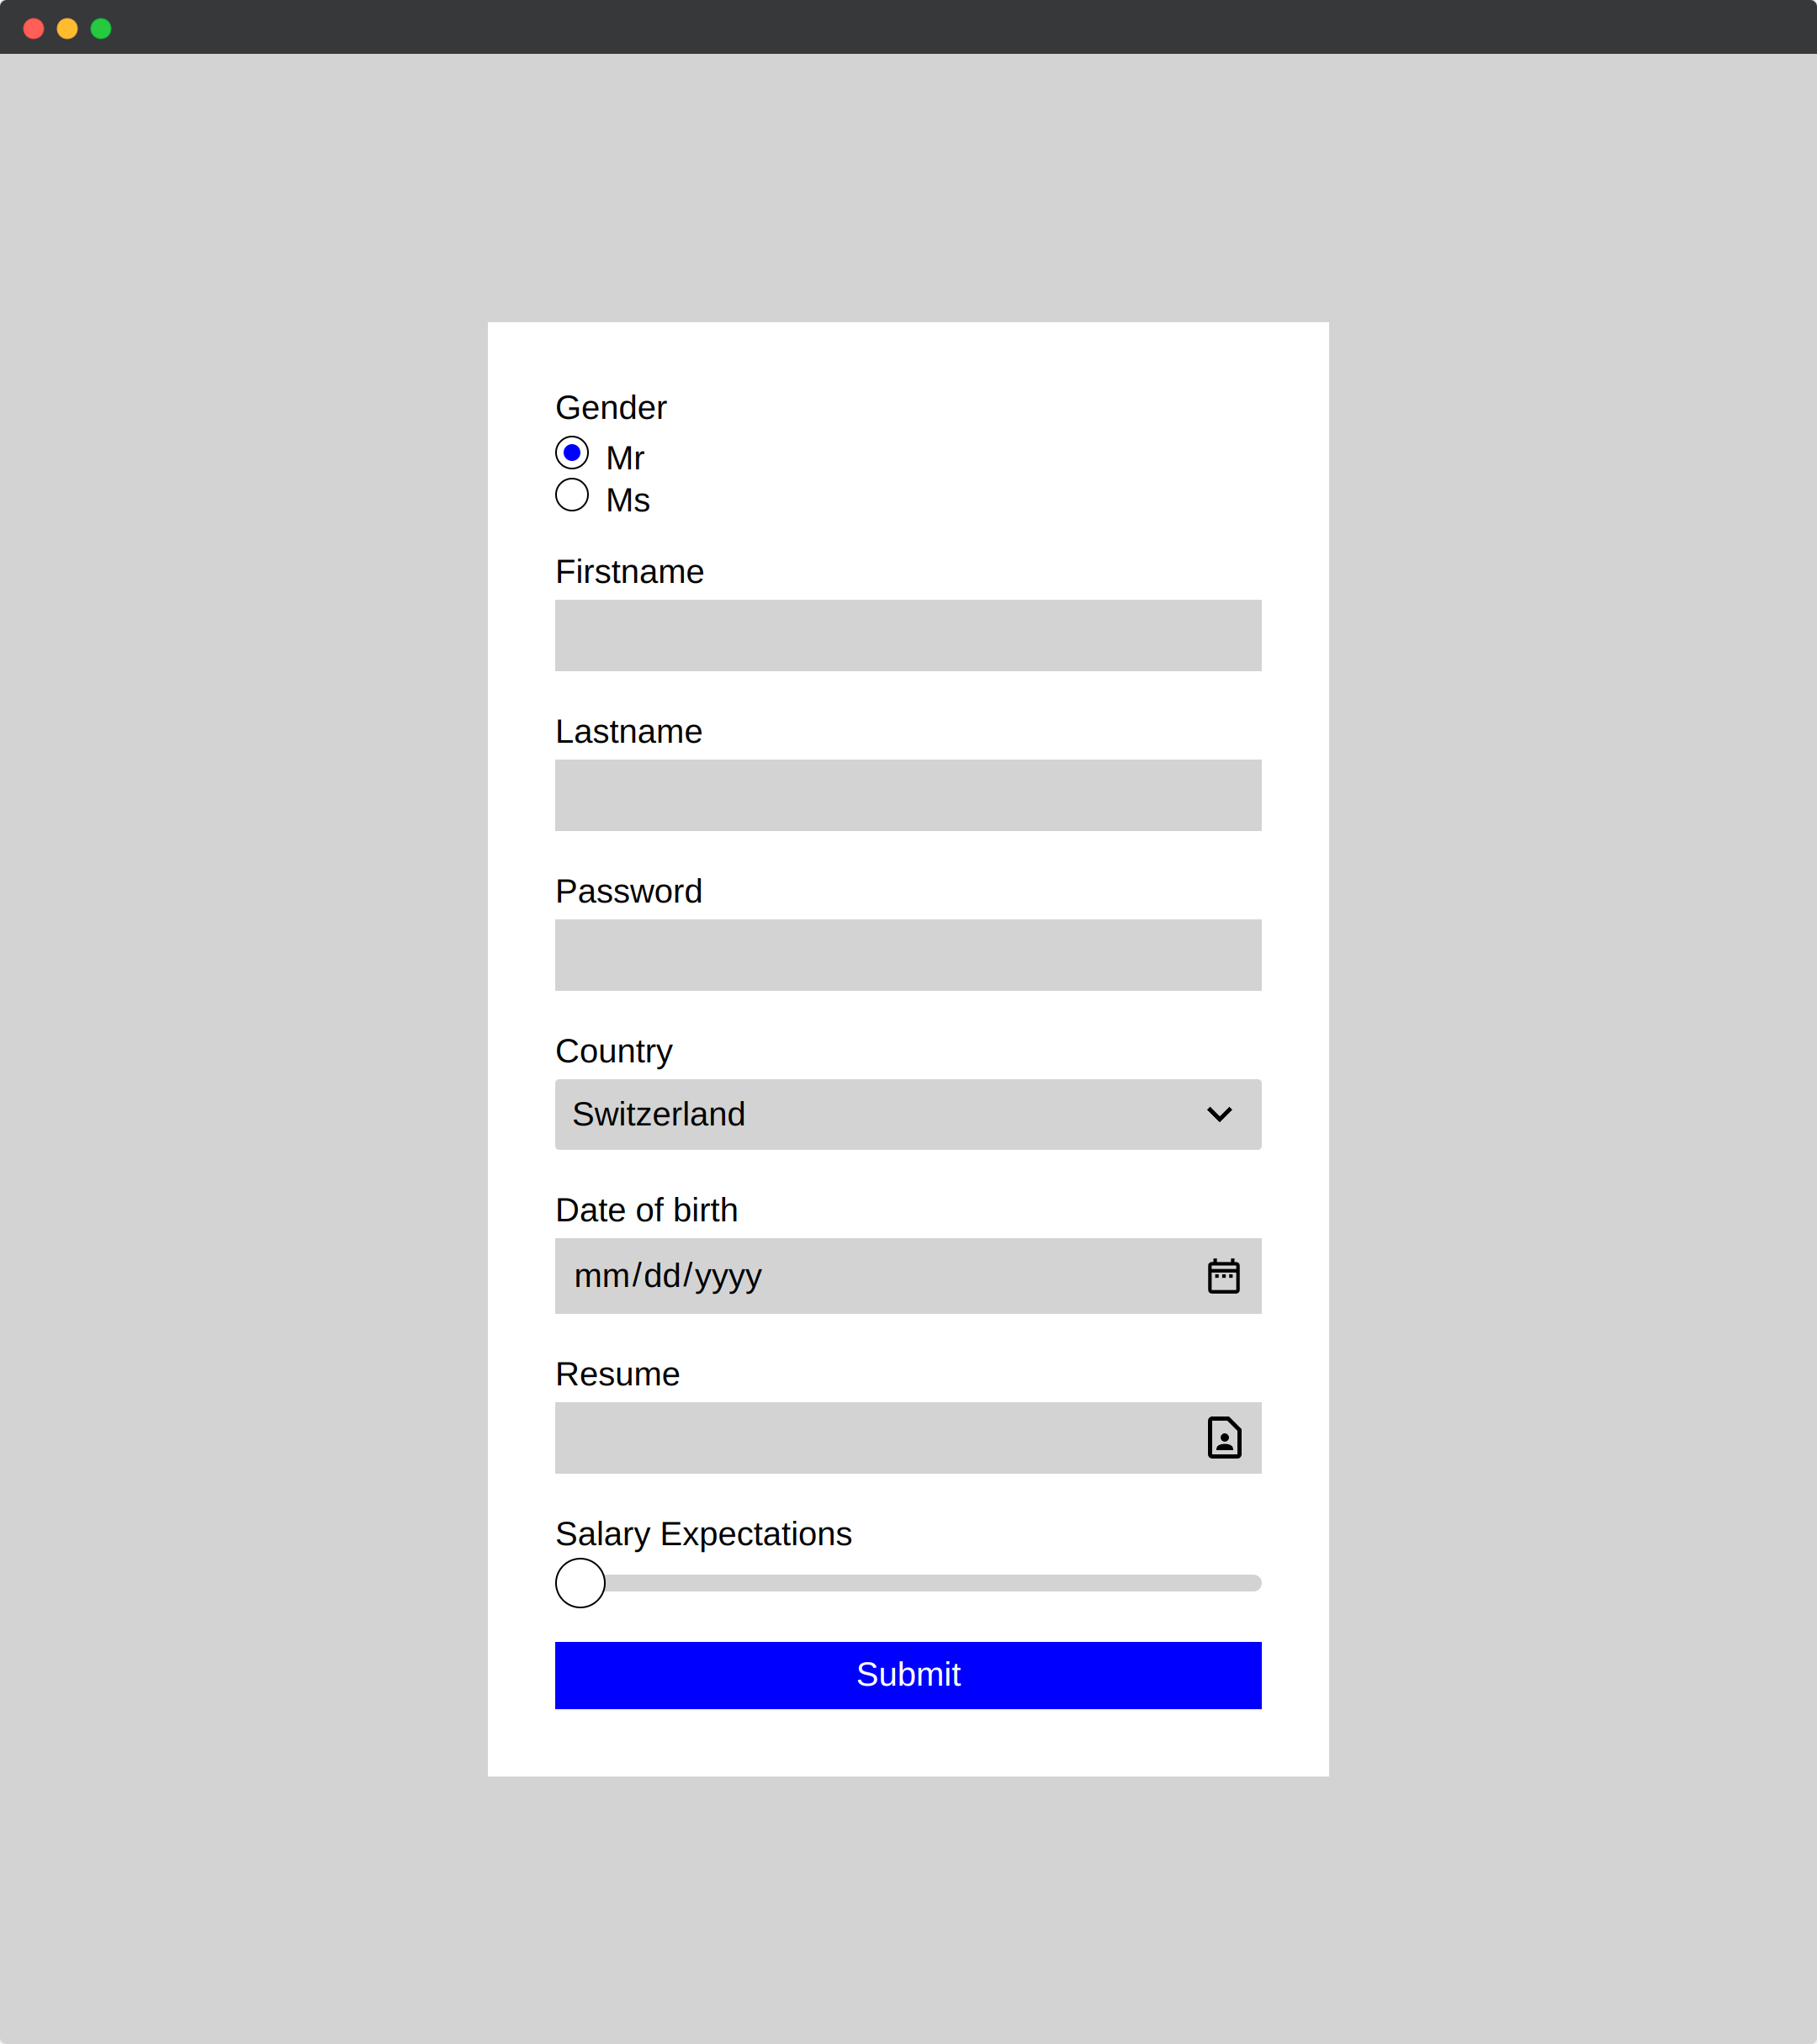 Gender
Mr
Ms
Firstname
Lastname
Password
Country
Switzerland
Date of birth
mm/dd/yyyy
Resume
Salary Expectations
Submit